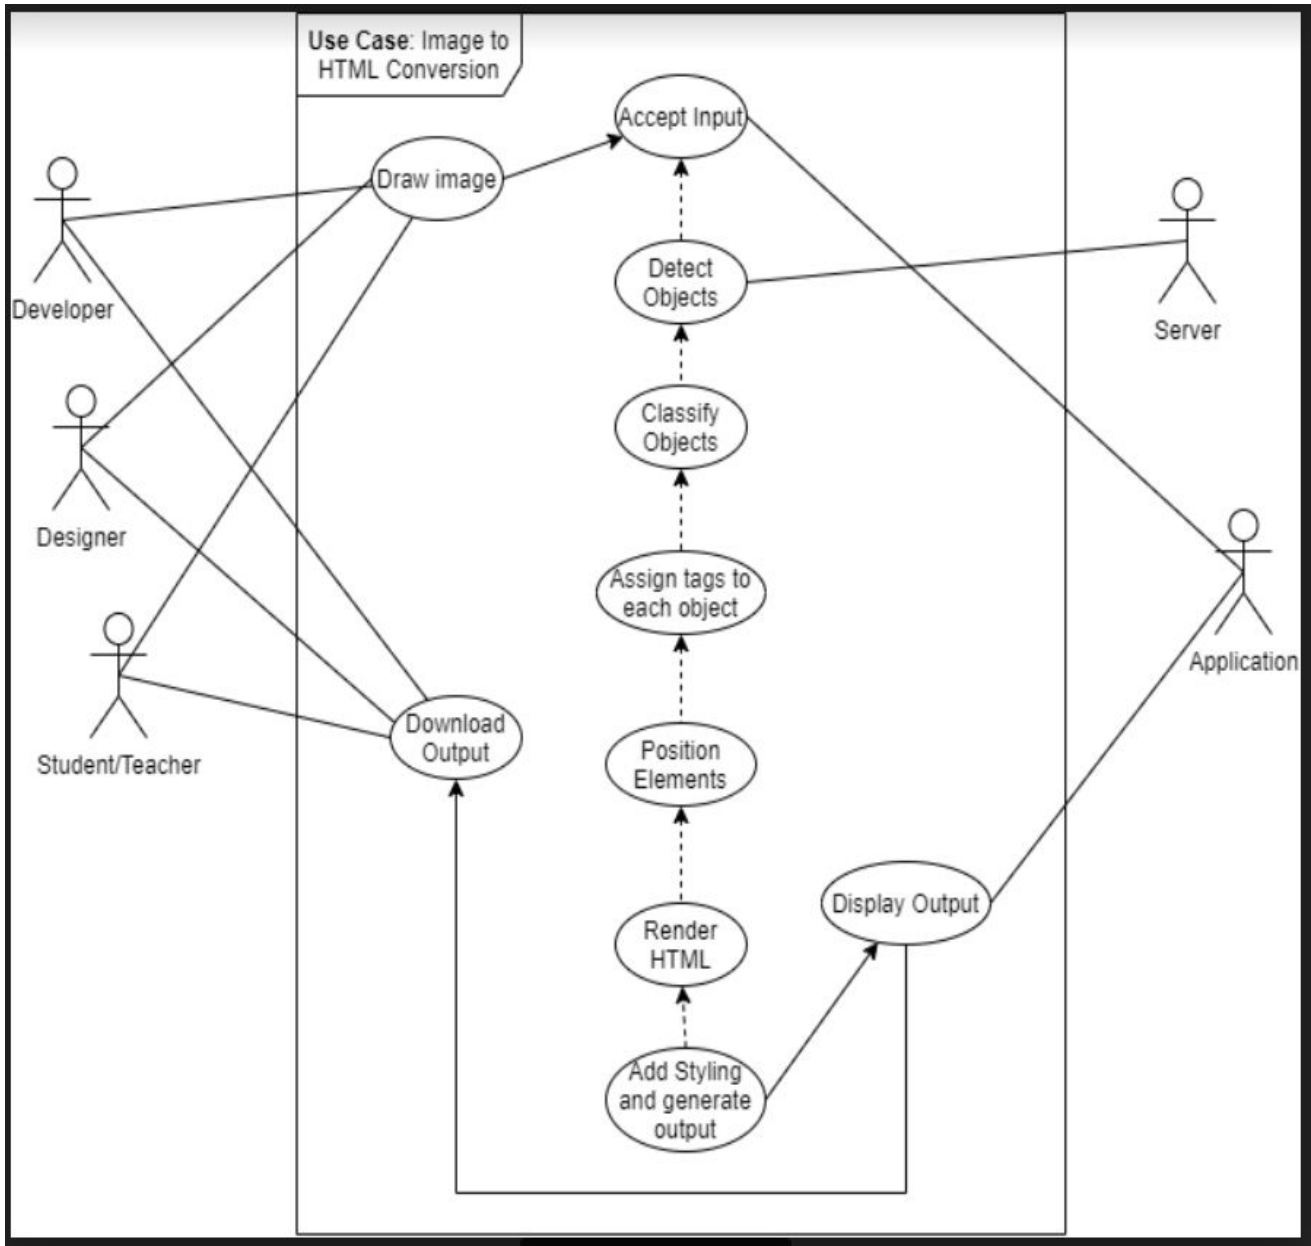 Use Case: Image to
HTML Conversion
Accept Input
Draw image
Developer
Detect
Objects
Server
Classify
Objects
Designer
Assign tags to
each object
Application
Student/Teacher
Download
Output
Position
Elements
Display Output
Render
HTML
Add Styling
and generate
output